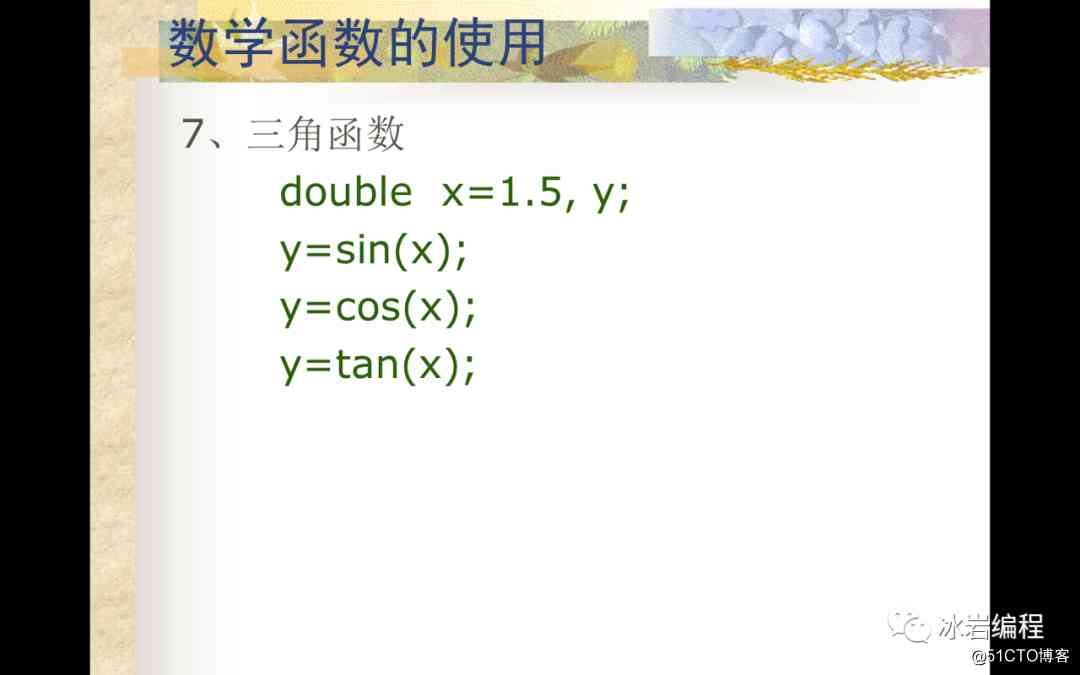 数学函数的使用
7、三角函数
double x=1.5, y;
y=sin(x);
y=cos(x);
y=tan(x);
冰岩编程
@51CTO博客